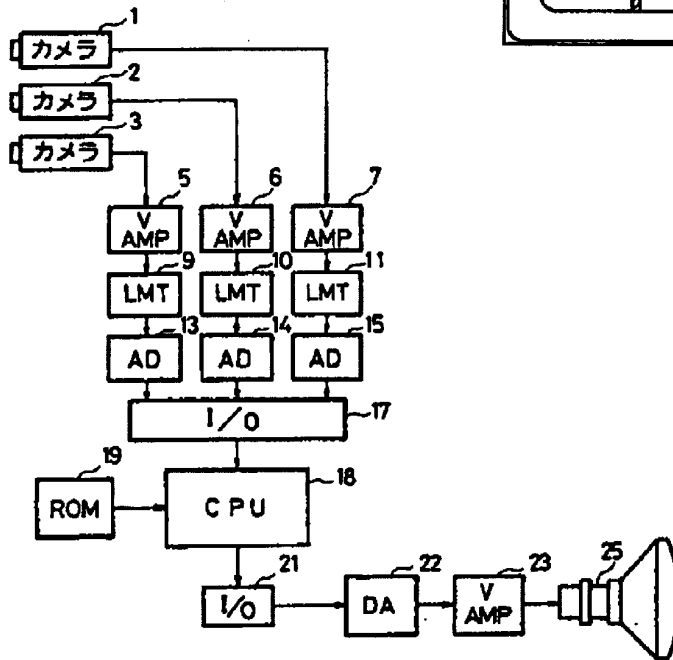 1
カメラ
2
カメラ
3
カメラ
5 6 7
V AMP V AMP V AMP
9 10 11
LMT LMT LMT
13 14 15
AD AD AD
I/O 17
19 18
ROM CPU
21 22 23 25
I/O DA V AMP